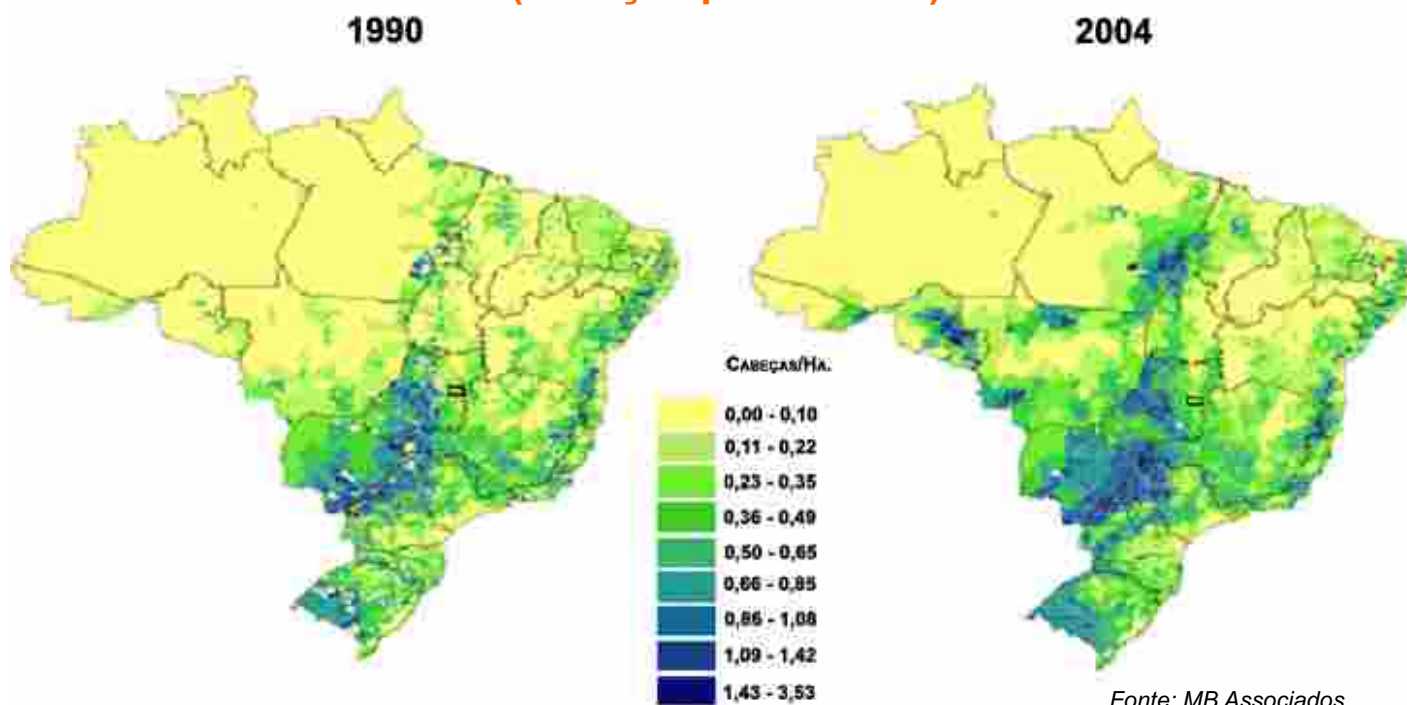 1990
2004
CABEÇAS/HA.
0,00 - 0,10
0,11 - 0,22
0,23 - 0,35
0,36 - 0,49
0,50 - 0,65
0,66 - 0,85
0,86 - 1,08
1,09 - 1,42
1,43 - 3,53
Fonte: MB Associados